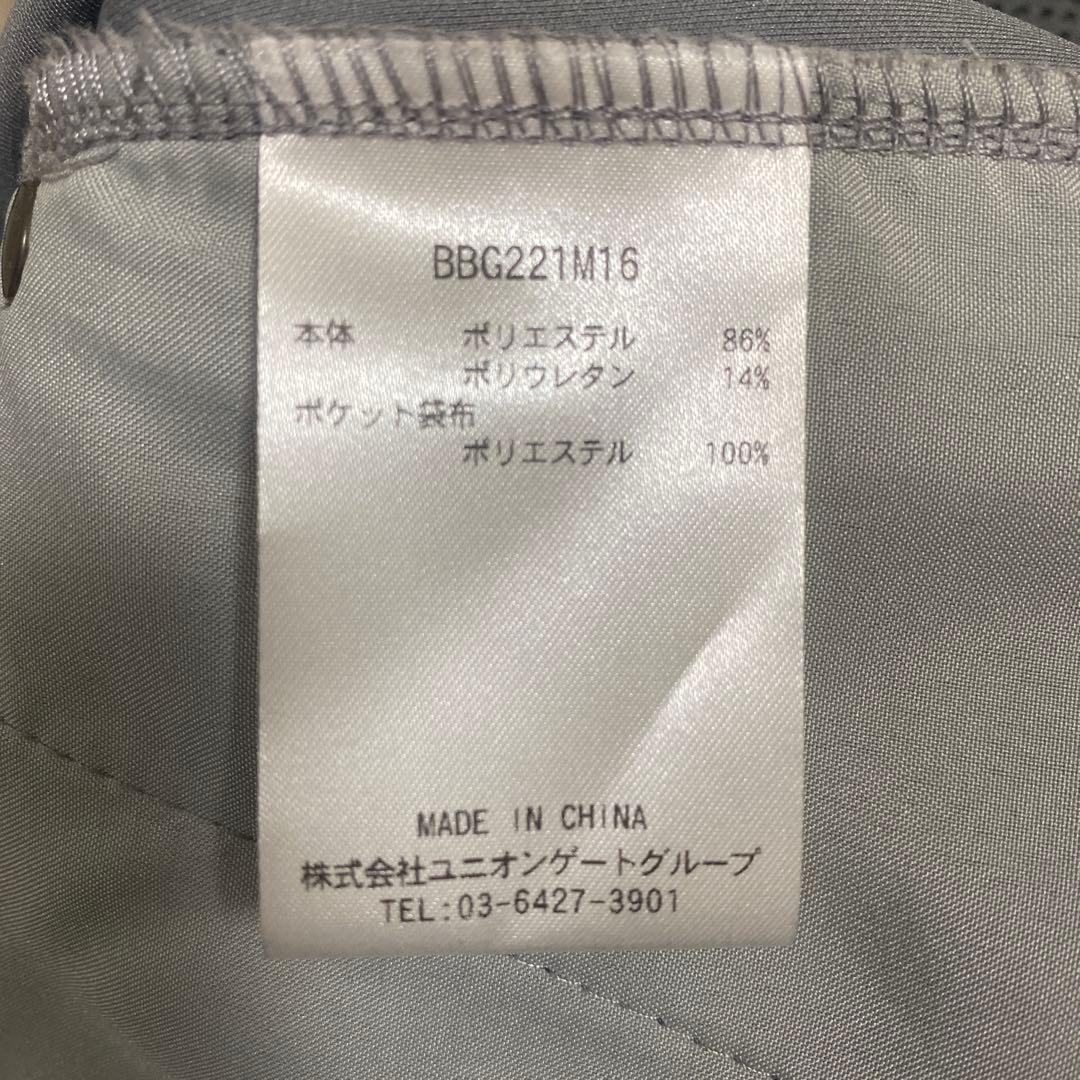 BBG221M16
本体 ポリエステル 86%
ポリウレタン 14%
ポケット袋布
ポリエステル 100%
MADE IN CHINA
株式会社ユニオンゲートグループ
TEL:03-6427-3901